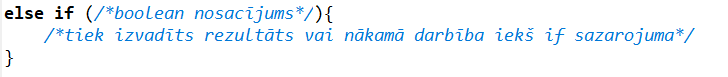 else if (/*boolean nosacījums*/){
/*tiek izvadīts rezultāts vai nākamā darbība iekš if sazarojuma*/
}